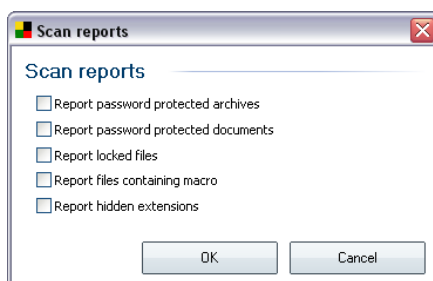 Scan reports
Scan reports
Report password protected archives
Report password protected documents
Report locked files
Report files containing macro
Report hidden extensions
OK Cancel